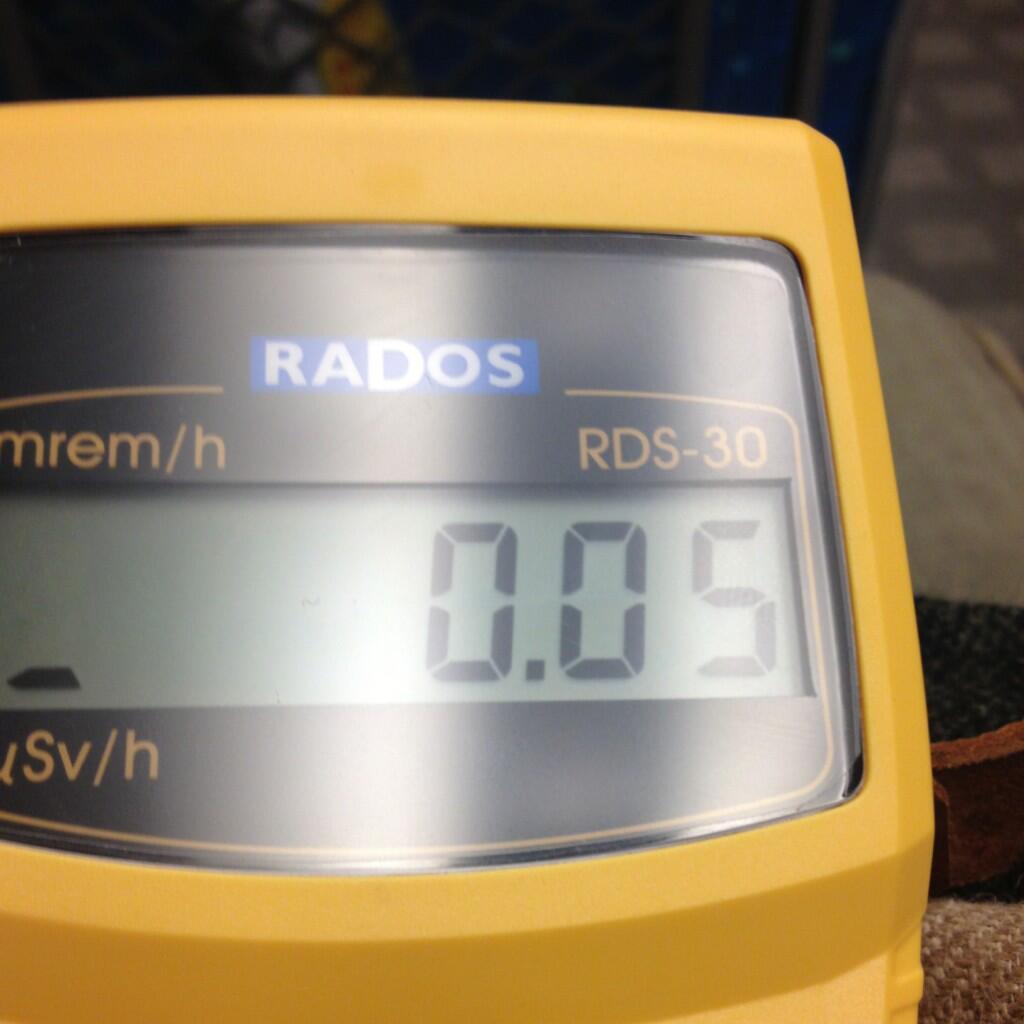 RADOS
mrem/h RDS-30
0.05
µSv/h